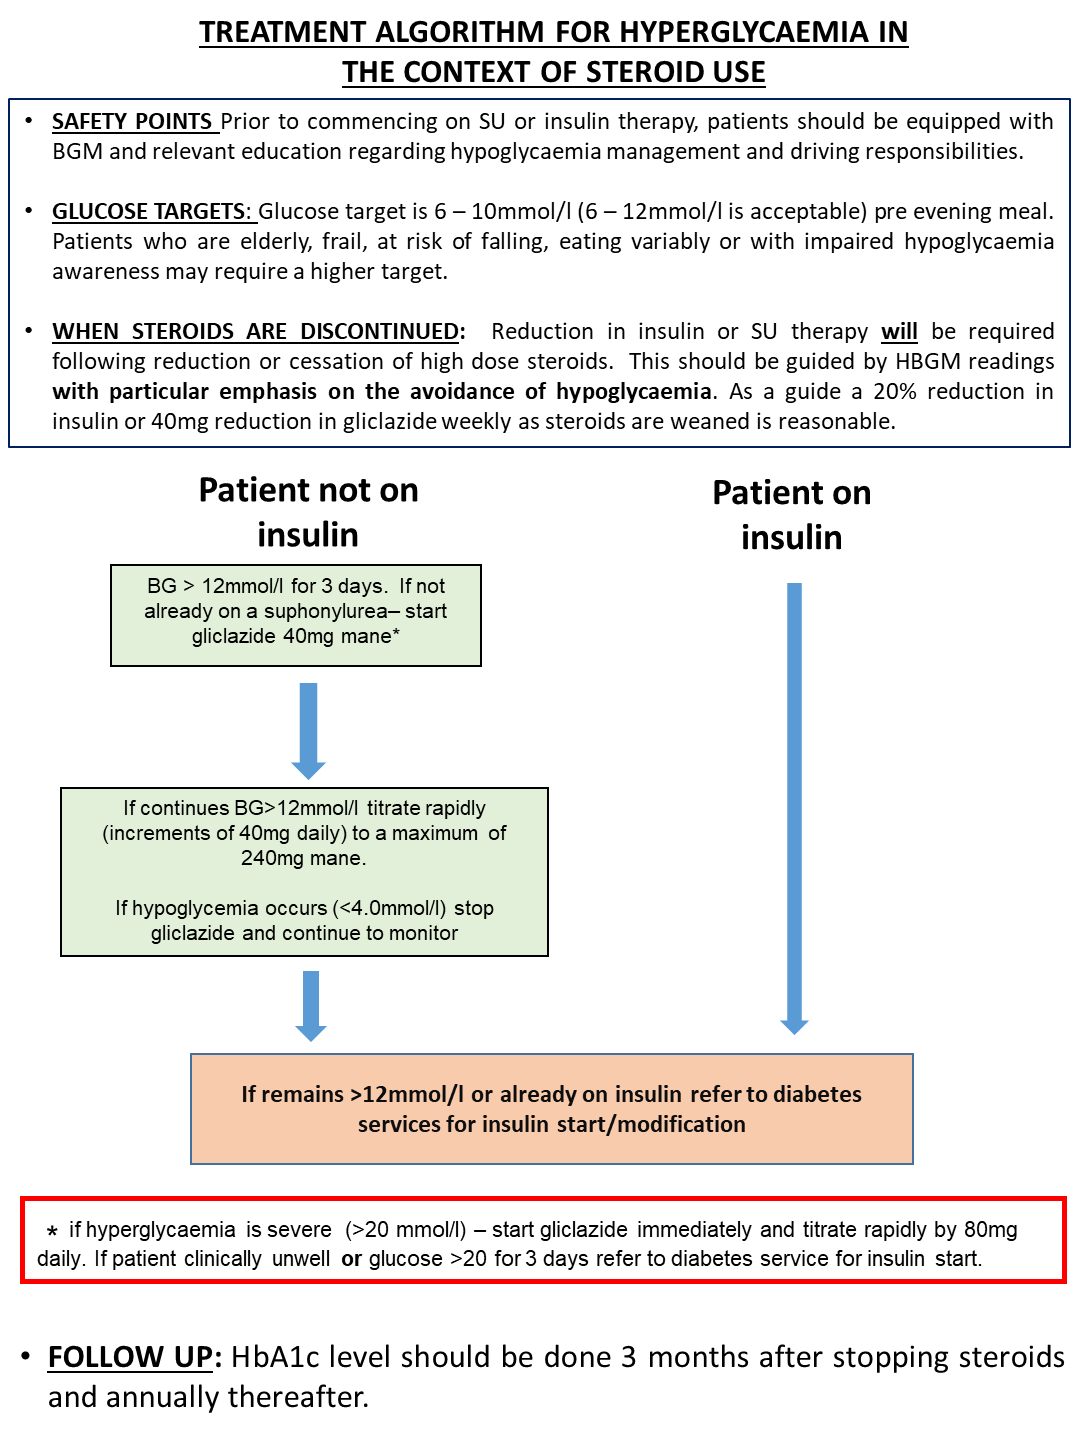 TREATMENT ALGORITHM FOR HYPERGLYCAEMIA IN
THE CONTEXT OF STEROID USE
• SAFETY POINTS Prior to commencing on SU or insulin therapy, patients should be equipped with
BGM and relevant education regarding hypoglycaemia management and driving responsibilities.
• GLUCOSE TARGETS: Glucose target is 6 – 10mmol/l (6 – 12mmol/l is acceptable) pre evening meal.
Patients who are elderly, frail, at risk of falling, eating variably or with impaired hypoglycaemia
awareness may require a higher target.
• WHEN STEROIDS ARE DISCONTINUED: Reduction in insulin or SU therapy will be required
following reduction or cessation of high dose steroids. This should be guided by HBGM readings
with particular emphasis on the avoidance of hypoglycaemia. As a guide a 20% reduction in
insulin or 40mg reduction in gliclazide weekly as steroids are weaned is reasonable.
Patient not on
insulin
BG > 12mmol/l for 3 days. If not
already on a suphonylurea– start
gliclazide 40mg mane*
If continues BG>12mmol/l titrate rapidly
(increments of 40mg daily) to a maximum of
240mg mane.
If hypoglycemia occurs (<4.0mmol/l) stop
gliclazide and continue to monitor
Patient on
insulin
If remains >12mmol/l or already on insulin refer to diabetes
services for insulin start/modification
* if hyperglycaemia is severe (>20 mmol/l) – start gliclazide immediately and titrate rapidly by 80mg
daily. If patient clinically unwell or glucose >20 for 3 days refer to diabetes service for insulin start.
• FOLLOW UP: HbA1c level should be done 3 months after stopping steroids
and annually thereafter.